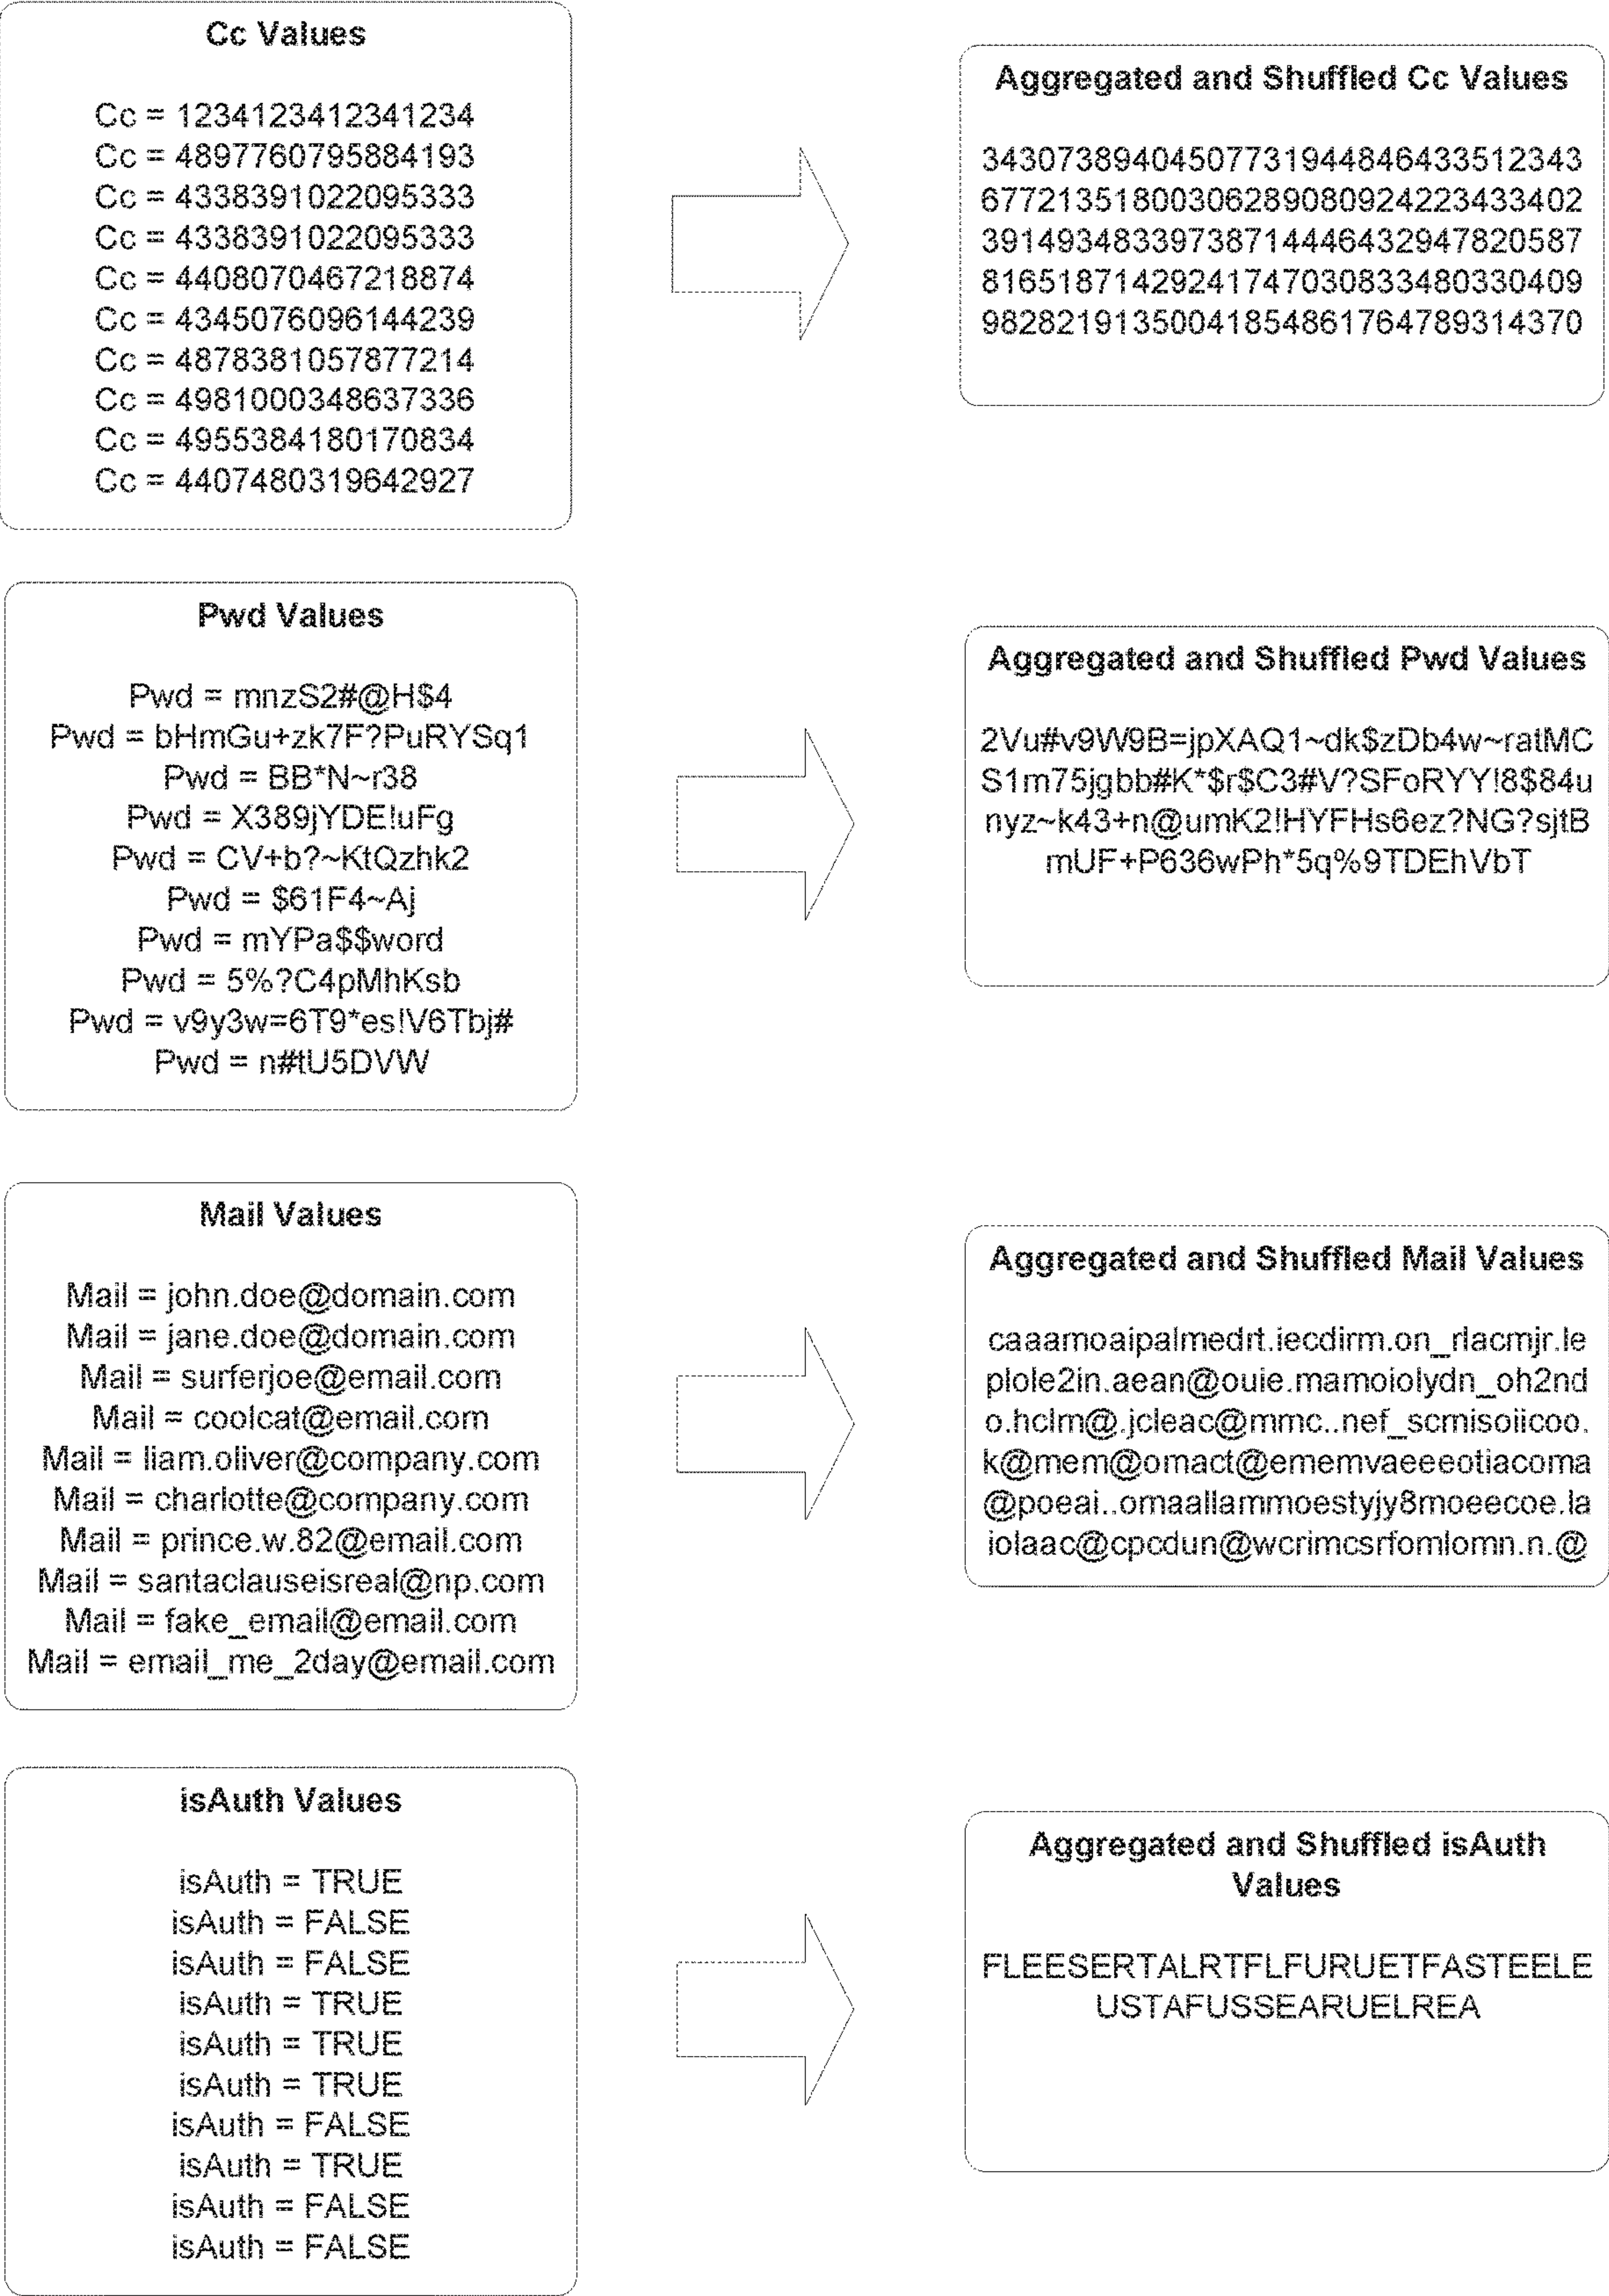 Cc Values
Cc = 1234123412341234
Cc = 4897760795884193
Cc = 4338391022095333
Cc = 4338391022095333
Cc = 4408070467218874
Cc = 4345076096144239
Cc = 4878381057877214
Cc = 4981000348637336
Cc = 4955384180170834
Cc = 4407480319642927
Aggregated and Shuffled Cc Values
34307389404507731944846433512343
67721351800306289080924223433402
39149348339738714446432947820587
81651871429241747030833480330409
98282191350041854861764789314370
Pwd Values
Pwd = mnzS2#@H$4
Pwd = bHmGu+zk7F?PuRYSq1
Pwd = BB*N~r38
Pwd = X389jYDE!uFg
Pwd = CV+b?~KtQzhk2
Pwd = $61F4~Aj
Pwd = mYPa$$word
Pwd = 5%?C4pMhKsb
Pwd = v9y3w=6T9*es!V6Tbj#
Pwd = n#tU5DVW
Aggregated and Shuffled Pwd Values
2Vu#v9W9B=jpXAQ1~dk$zDb4w~ratMC
S1m75jgbb#K*$r$C3#V?SFoRYY!8$84u
nyz~k43+n@umK2!HYFHs6ez?NG?sjtB
mUF+P636wPh*5q%9TDEhVbT
Mail Values
Mail = john.doe@domain.com
Mail = jane.doe@domain.com
Mail = surferjoe@email.com
Mail = coolcat@email.com
Mail = liam.oliver@company.com
Mail = charlotte@company.com
Mail = prince.w.82@email.com
Mail = santaclauseisreal@np.com
Mail = fake_email@email.com
Mail = email_me_2day@email.com
Aggregated and Shuffled Mail Values
caaamoaipalmedrt.iecdirm.on_rlacmjr.le
plole2in.aean@ouie.mamoiolydn_oh2nd
o.hclm@.jcleac@mmc..nef_scmisoiicoo.
k@mem@omact@ememvaeeeotiacoma
@poeai..omaallammoestyjy8moeecoe.la
iolaac@cpcdun@wcrimcsrfomlomn.n.@
isAuth Values
isAuth = TRUE
isAuth = FALSE
isAuth = FALSE
isAuth = TRUE
isAuth = TRUE
isAuth = TRUE
isAuth = FALSE
isAuth = TRUE
isAuth = FALSE
isAuth = FALSE
Aggregated and Shuffled isAuth
Values
FLEESERTALRTFLFURUETFASTEELE
USTAFUSSEARUELREA